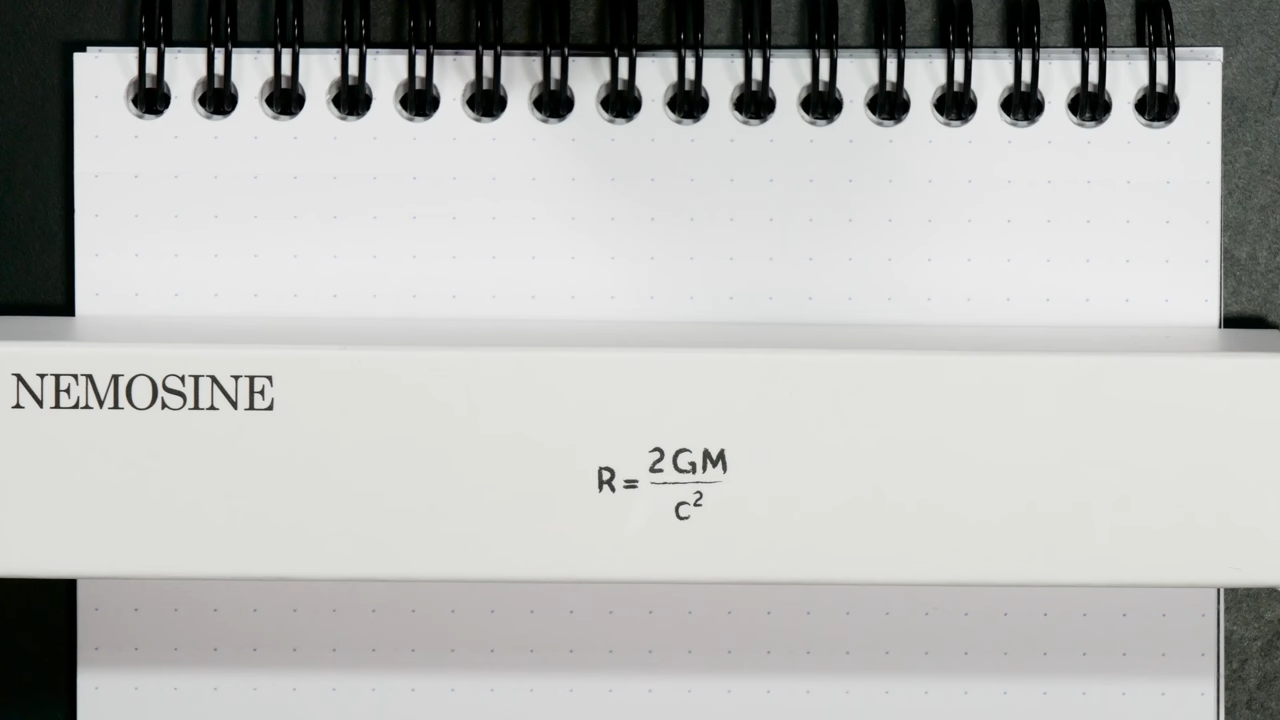 NEMOSINE
R = 2GM / c²